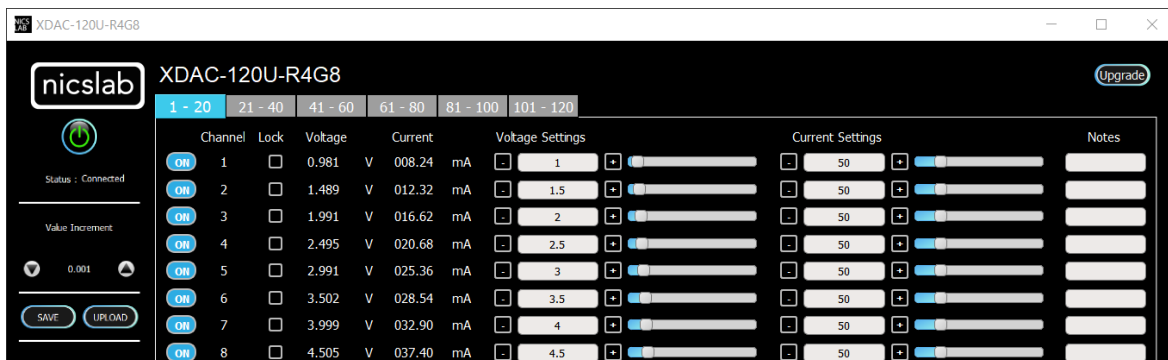 NICS LAB XDAC-120U-R4G8
nicslab
XDAC-120U-R4G8
Upgrade
1 - 20 21 - 40 41 - 60 61 - 80 81 - 100 101 - 120
Channel Lock Voltage Current Voltage Settings Current Settings Notes
ON 1 0.981 V 008.24 mA - 1 + - 50 +
Status : Connected
ON 2 1.489 V 012.32 mA - 1.5 + - 50 +
ON 3 1.991 V 016.62 mA - 2 + - 50 +
Value Increment
ON 4 2.495 V 020.68 mA - 2.5 + - 50 +
0.001
ON 5 2.991 V 025.36 mA - 3 + - 50 +
ON 6 3.502 V 028.54 mA - 3.5 + - 50 +
SAVE UPLOAD
ON 7 3.999 V 032.90 mA - 4 + - 50 +
ON 8 4.505 V 037.40 mA - 4.5 + - 50 +